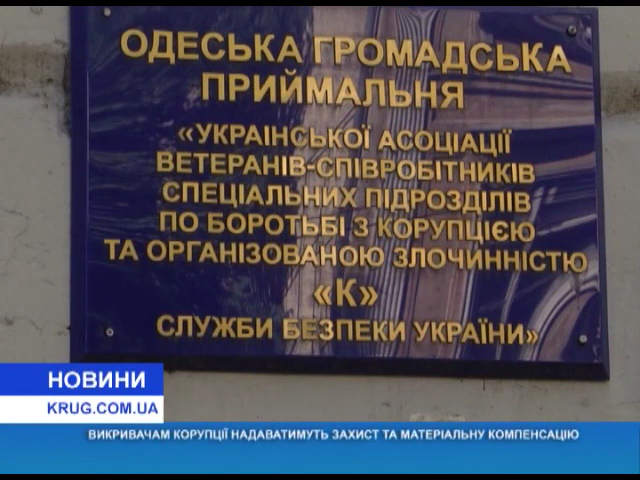 ОДЕСЬКА ГРОМАДСЬКА
ПРИЙМАЛЬНЯ
«УКРАЇНСЬКОЇ АСОЦІАЦІЇ
ВЕТЕРАНІВ-СПІВРОБІТНИКІВ
СПЕЦІАЛЬНИХ ПІДРОЗДІЛІВ
ПО БОРОТЬБІ З КОРУПЦІЄЮ
ТА ОРГАНІЗОВАНОЮ ЗЛОЧИННІСТЮ
«К»
СЛУЖБИ БЕЗПЕКИ УКРАЇНИ»
НОВИНИ
KRUG.COM.UA
ВИКРИВАЧАМ КОРУПЦІЇ НАДАВАТИМУТЬ ЗАХИСТ ТА МАТЕРІАЛЬНУ КОМПЕНСАЦІЮ